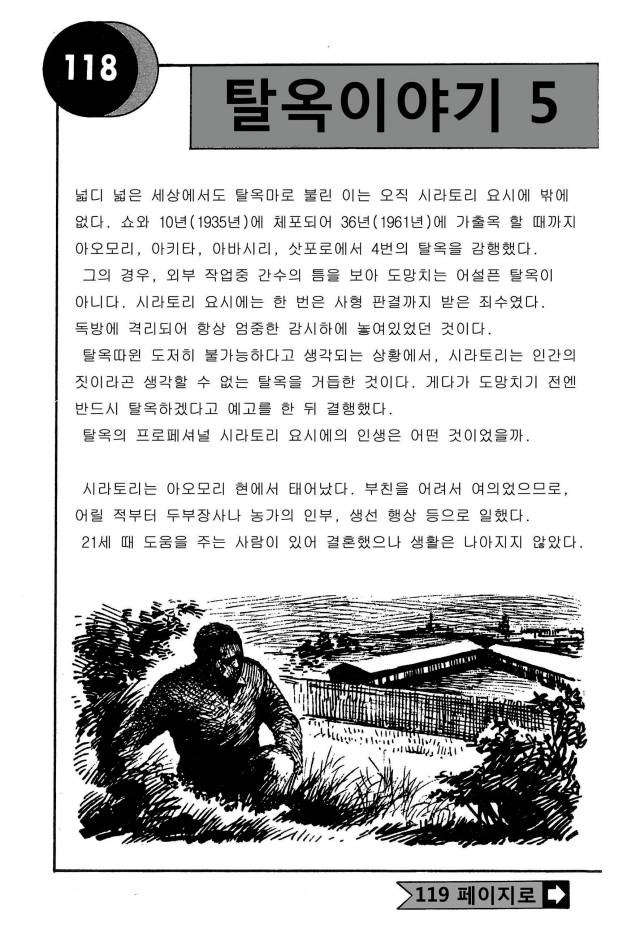 118
탈옥이야기 5
넓디 넓은 세상에서도 탈옥마로 불린 이는 오직 시라토리 요시에 밖에
없다. 쇼와 10년(1935년)에 체포되어 36년(1961년)에 가출옥 할 때까지
아오모리, 아키타, 아바시리, 삿포로에서 4번의 탈옥을 감행했다.
그의 경우, 외부 작업중 간수의 틈을 보아 도망치는 어설픈 탈옥이
아니다. 시라토리 요시에는 한 번은 사형 판결까지 받은 죄수였다.
독방에 격리되어 항상 엄중한 감시하에 놓여있었던 것이다.
탈옥따윈 도저히 불가능하다고 생각되는 상황에서, 시라토리는 인간의
짓이라곤 생각할 수 없는 탈옥을 거듭한 것이다. 게다가 도망치기 전엔
반드시 탈옥하겠다고 예고를 한 뒤 결행했다.
탈옥의 프로페셔널 시라토리 요시에의 인생은 어떤 것이었을까.
시라토리는 아오모리 현에서 태어났다. 부친을 어려서 여의었으므로,
어릴 적부터 두부장사나 농가의 인부, 생선 행상 등으로 일했다.
21세 때 도움을 주는 사람이 있어 결혼했으나 생활은 나아지지 않았다.
119 페이지로